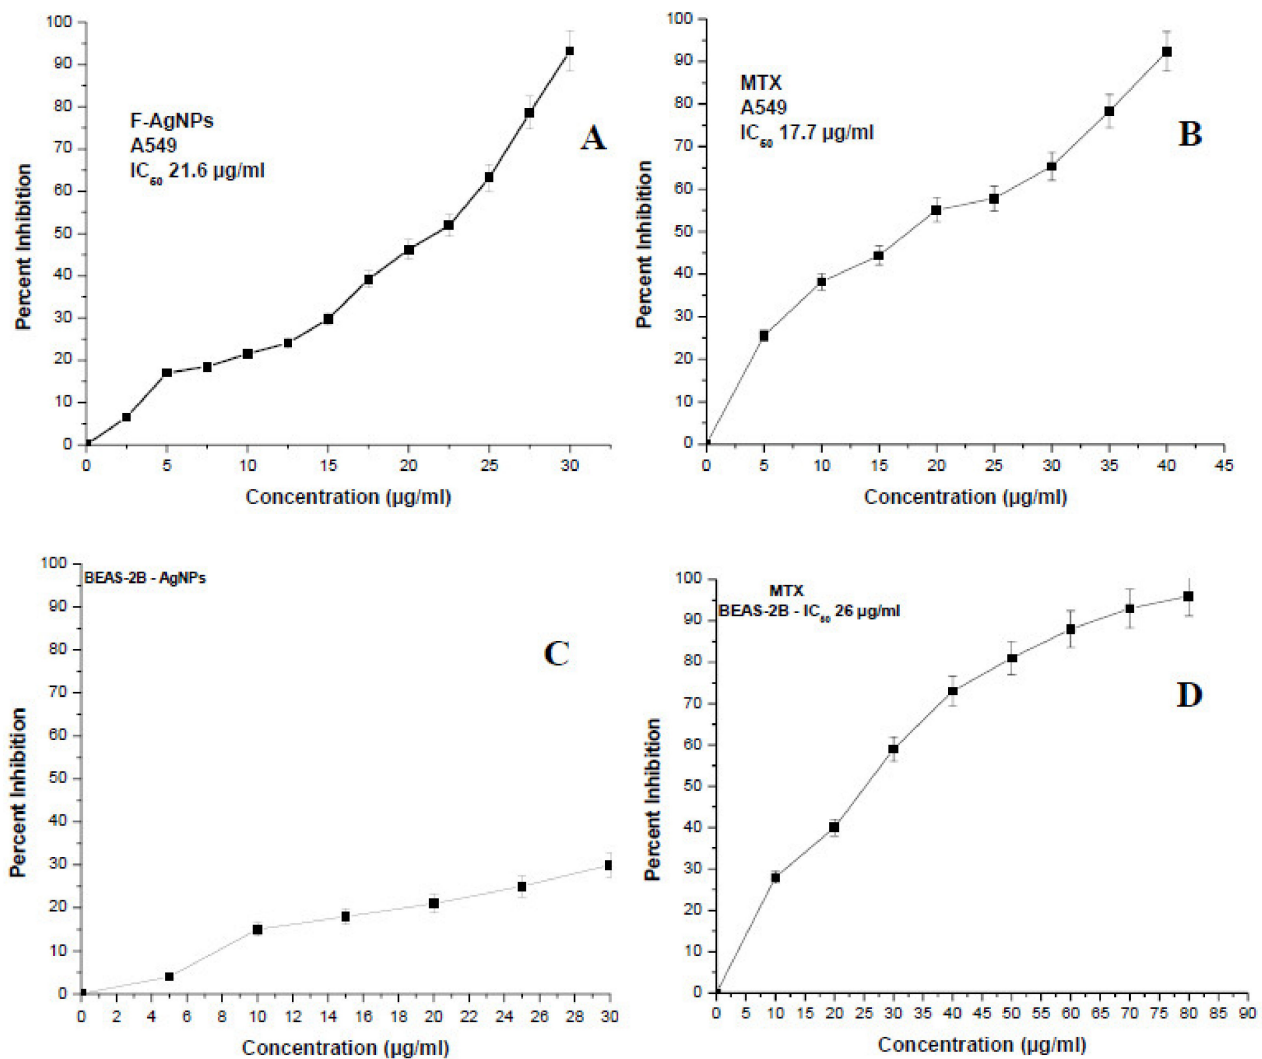 100
90
80
70
60
50
40
30
20
10
0
Percent Inhibition
F-AgNPs
A549
IC50 21.6 µg/ml
A
0 5 10 15 20 25 30
Concentration (µg/ml)
100
90
80
70
60
50
40
30
20
10
0
Percent Inhibition
MTX
A549
IC50 17.7 µg/ml
B
0 5 10 15 20 25 30 35 40 45
Concentration (µg/ml)
100
90
80
70
60
50
40
30
20
10
0
Percent Inhibition
BEAS-2B - AgNPs
C
0 2 4 6 8 10 12 14 16 18 20 22 24 26 28 30
Concentration (µg/ml)
100
90
80
70
60
50
40
30
20
10
0
Percent Inhibition
MTX
BEAS-2B - IC50 26 µg/ml
D
0 5 10 15 20 25 30 35 40 45 50 55 60 65 70 75 80 85 90
Concentration (µg/ml)